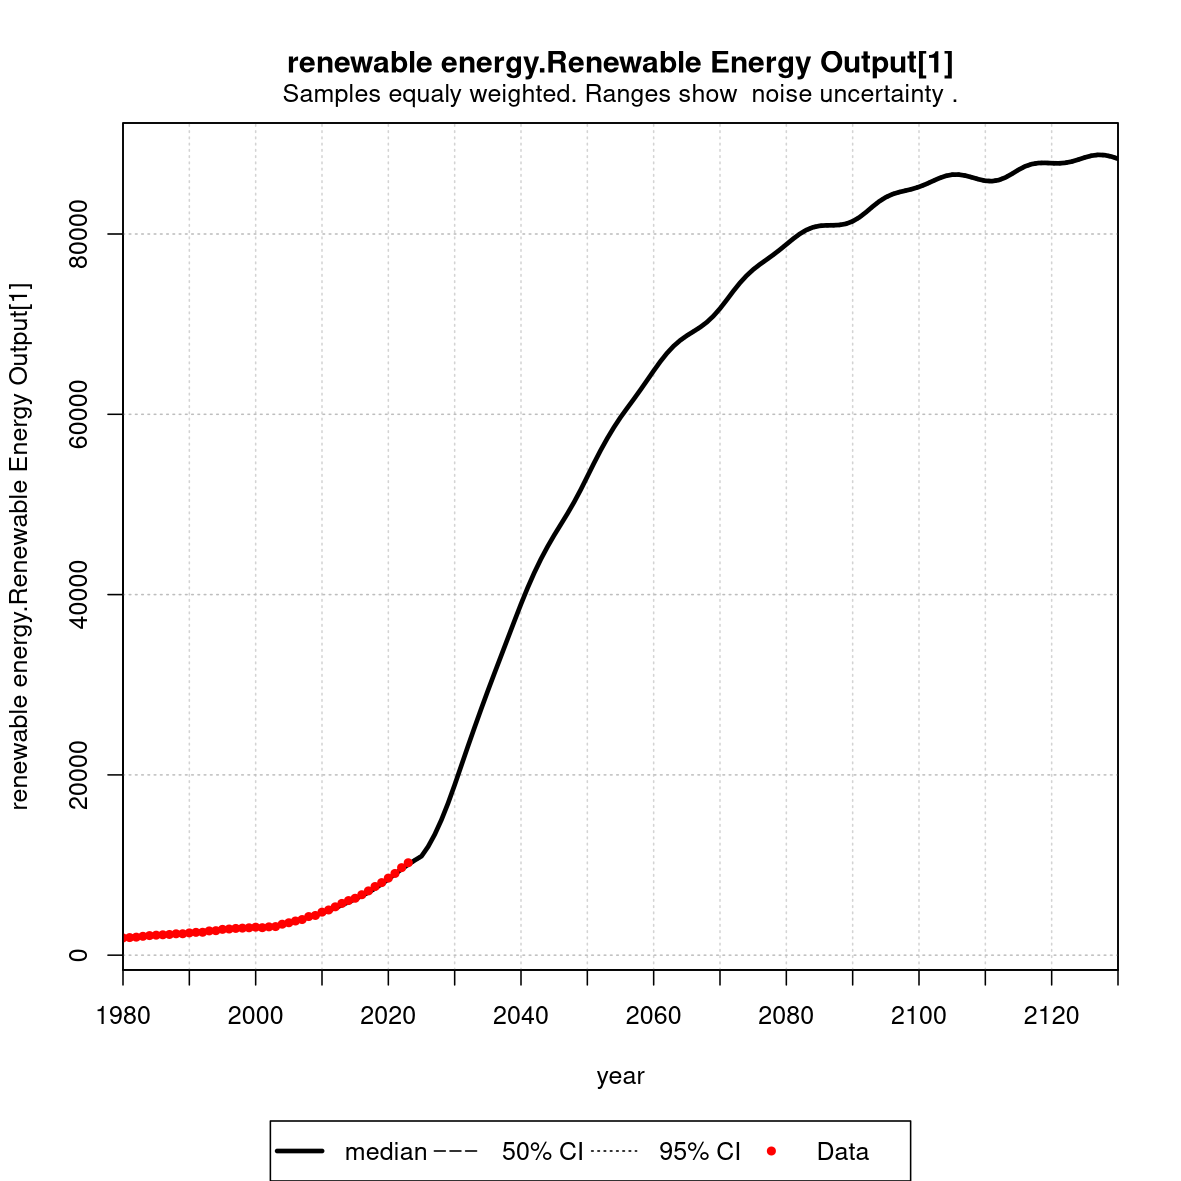 renewable energy.Renewable Energy Output[1]
Samples equaly weighted. Ranges show  noise uncertainty .
renewable energy.Renewable Energy Output[1]
80000
60000
40000
20000
0
1980 2000 2020 2040 2060 2080 2100 2120
year
median 50% CI 95% CI Data